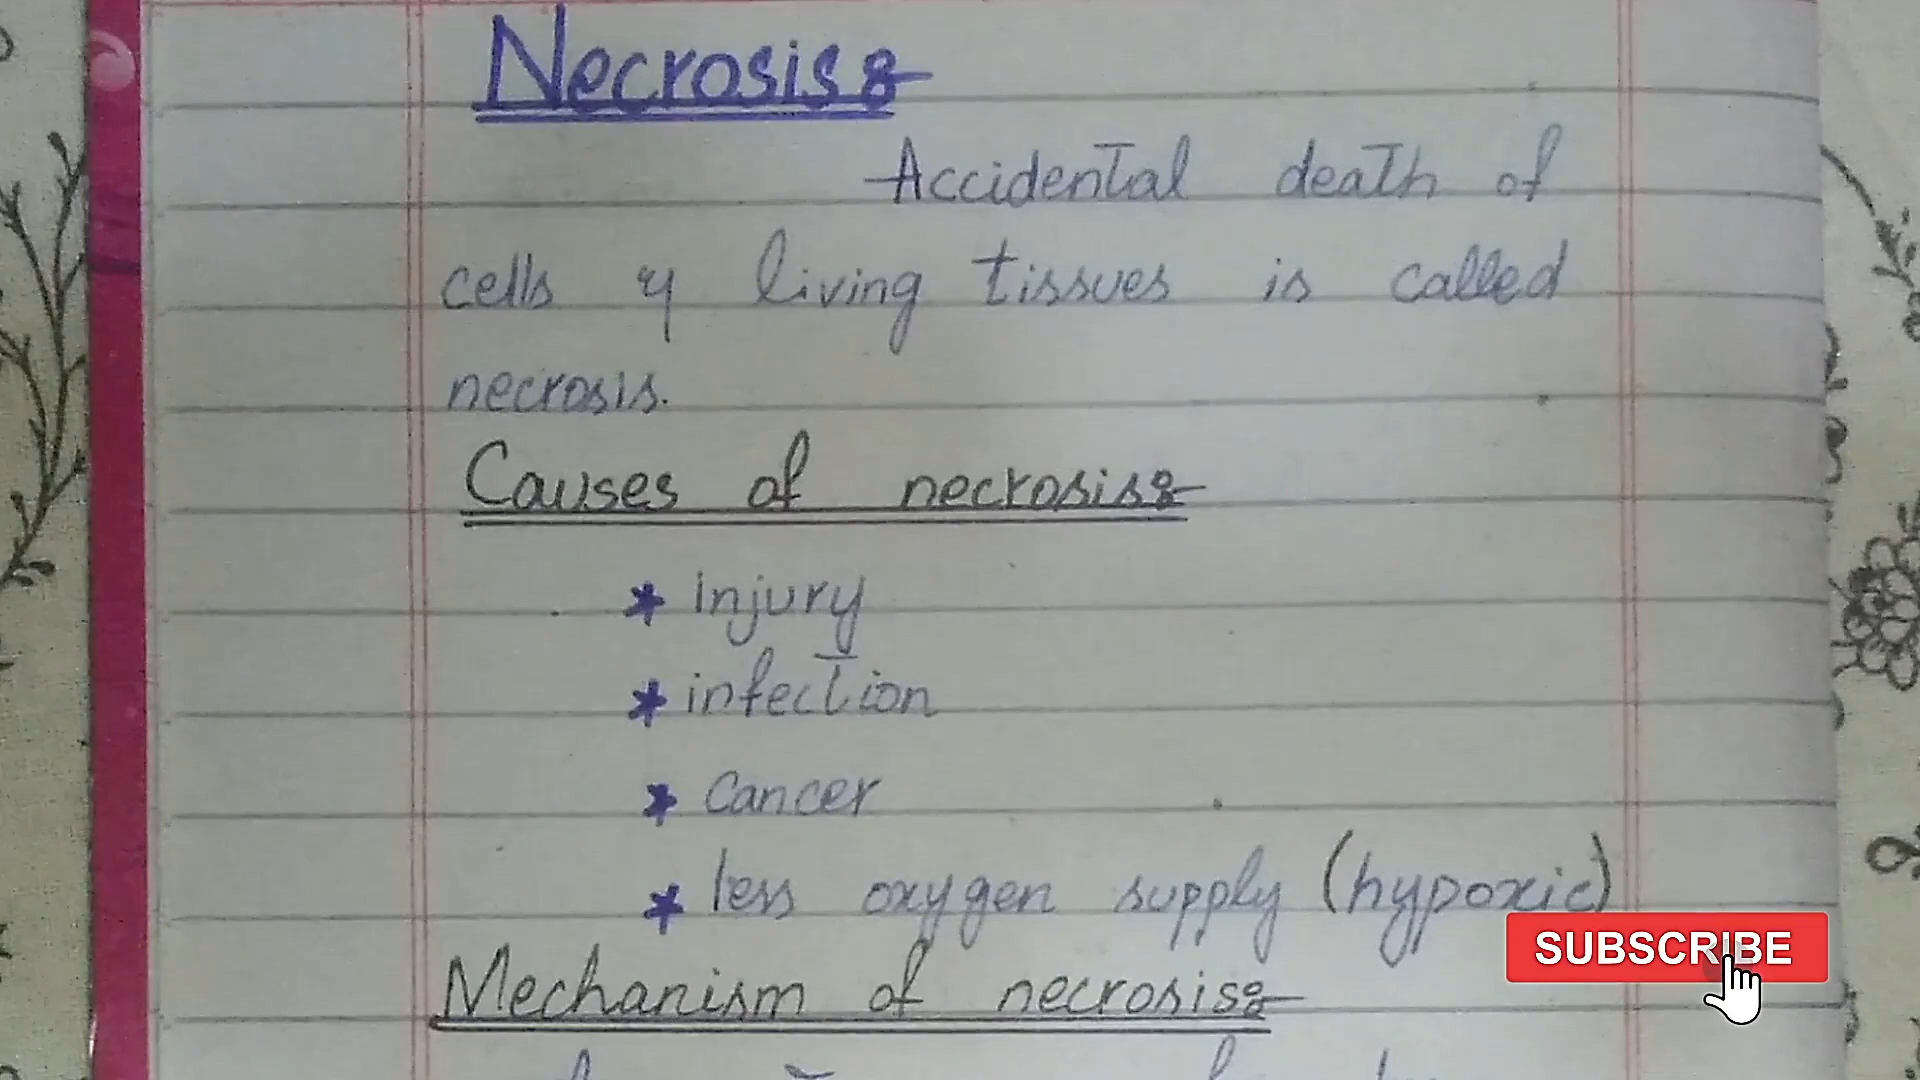 Necrosis:-
Accidental death of
cells & living tissues is called
necrosis.
Causes of necrosis:-
* injury
* infection
* cancer
* less oxygen supply (hypoxic)
SUBSCRIBE
Mechanism of necrosis:-